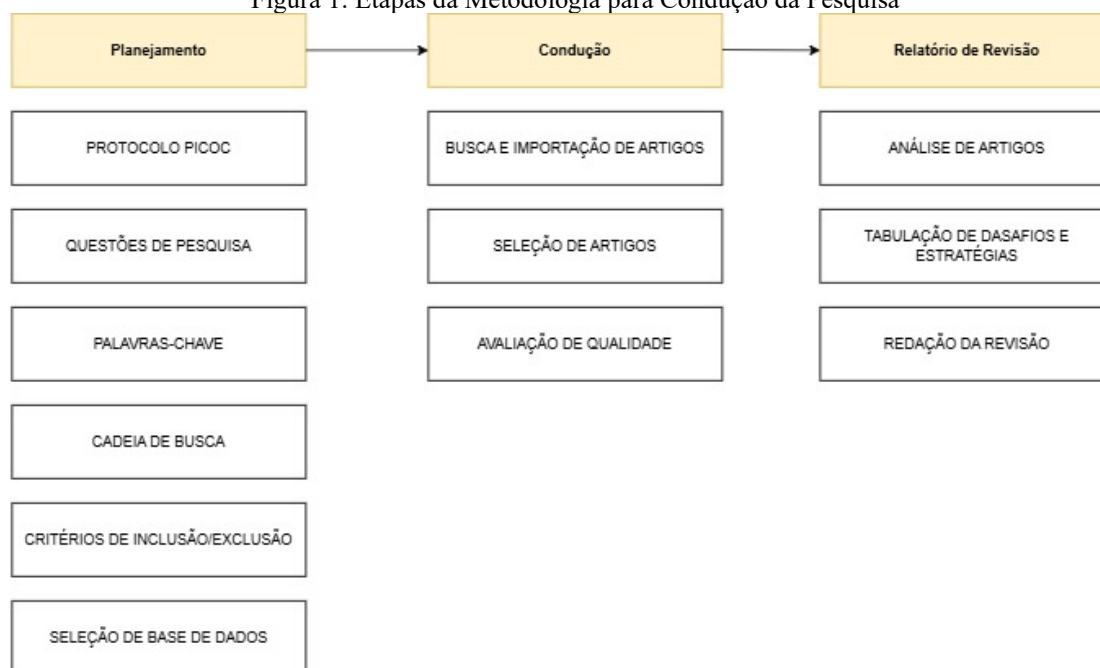 Figura 1: Etapas da Metodologia para Condução da Pesquisa
Planejamento
Condução
Relatório de Revisão
PROTOCOLO PICOC
BUSCA E IMPORTAÇÃO DE ARTIGOS
ANÁLISE DE ARTIGOS
QUESTÕES DE PESQUISA
SELEÇÃO DE ARTIGOS
TABULAÇÃO DE DASAFIOS E
ESTRATÉGIAS
PALAVRAS-CHAVE
AVALIAÇÃO DE QUALIDADE
REDAÇÃO DA REVISÃO
CADEIA DE BUSCA
CRITÉRIOS DE INCLUSÃO/EXCLUSÃO
SELEÇÃO DE BASE DE DADOS